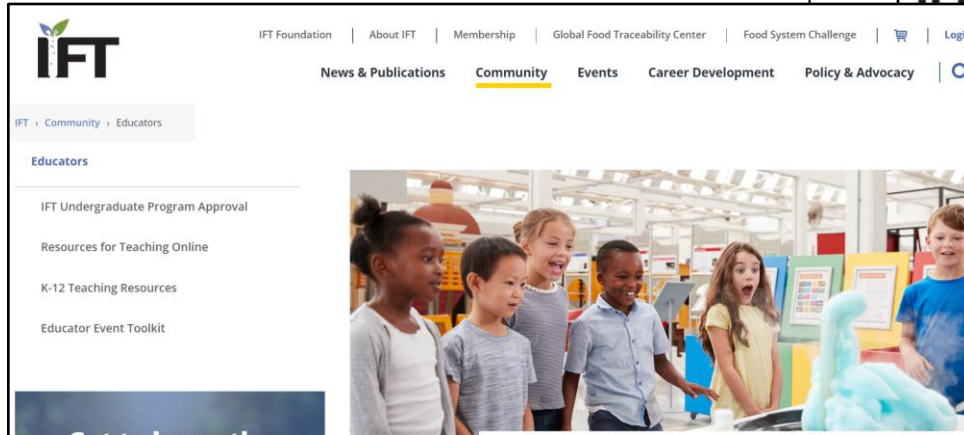 IFT
IFT Foundation | About IFT | Membership | Global Food Traceability Center | Food System Challenge
News & Publications Community Events Career Development Policy & Advocacy
IFT › Community › Educators
Educators
IFT Undergraduate Program Approval
Resources for Teaching Online
K-12 Teaching Resources
Educator Event Toolkit